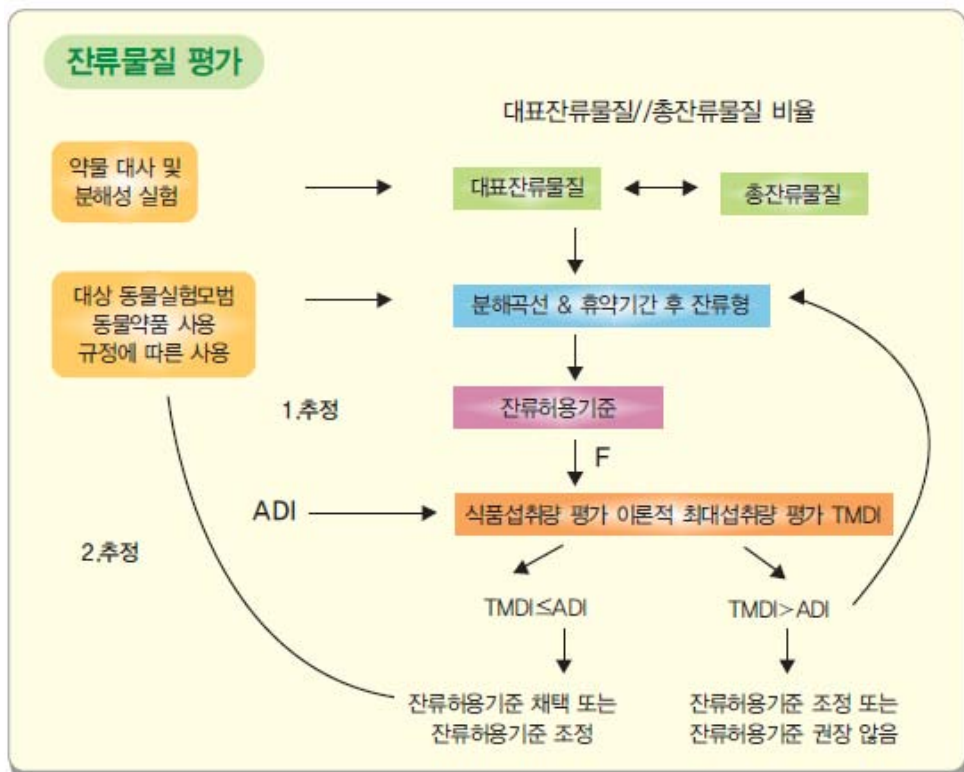 잔류물질 평가
대표잔류물질//총잔류물질 비율
약물 대사 및
분해성 실험
대표잔류물질
총잔류물질
대상 동물실험모범
동물약품 사용
규정에 따른 사용
분해곡선 & 휴약기간 후 잔류형
1.추정
잔류허용기준
F
ADI
식품섭취량 평가 이론적 최대섭취량 평가 TMDI
2.추정
TMDI≤ADI
TMDI>ADI
잔류허용기준 채택 또는
잔류허용기준 조정
잔류허용기준 조정 또는
잔류허용기준 권장 않음